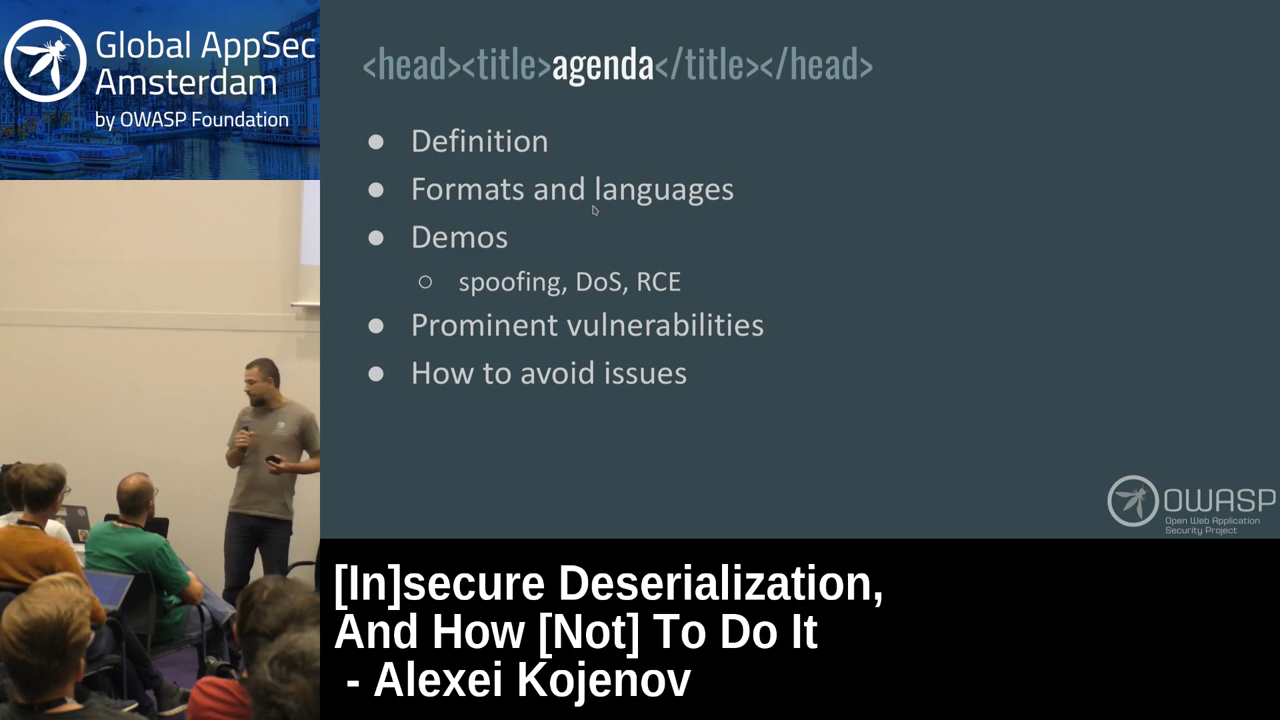 Global AppSec
Amsterdam
by OWASP Foundation
<head><title>agenda</title></head>
● Definition
● Formats and languages
● Demos
○ spoofing, DoS, RCE
● Prominent vulnerabilities
● How to avoid issues
OWASP
Open Web Application
Security Project
[In]secure Deserialization,
And How [Not] To Do It
- Alexei Kojenov